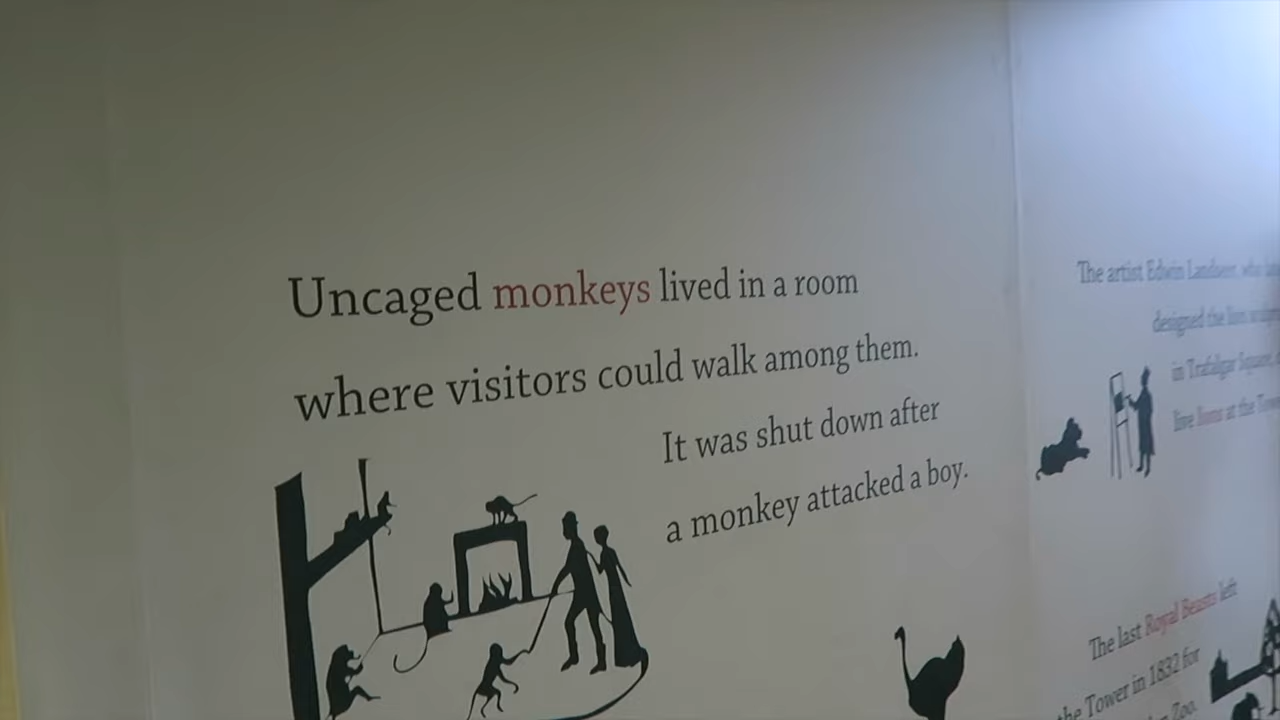 Uncaged monkeys lived in a room
where visitors could walk among them.
It was shut down after
a monkey attacked a boy.
The artist Edwin Landseer, who
designed the lion
in Trafalgar Square,
live lions at the Tower
The last Royal Beasts left
the Tower in 1832 for
Zoo.